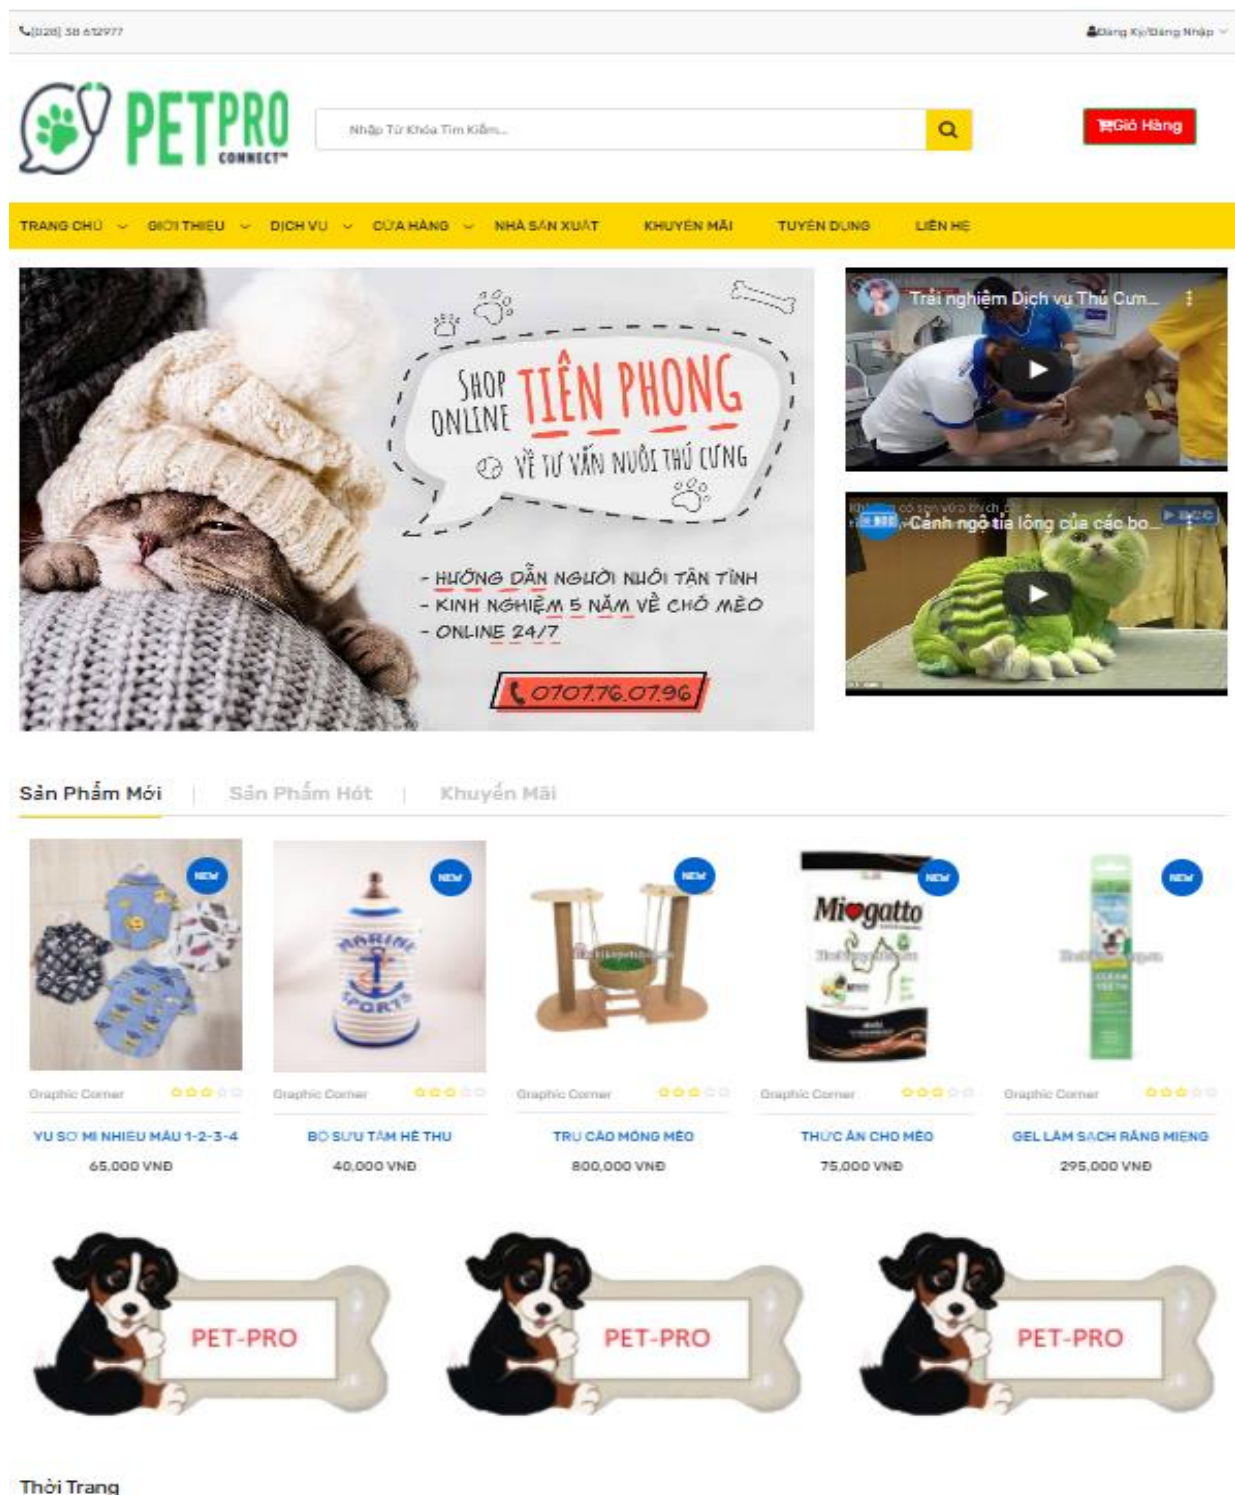 (028) 38 612977
Đăng Ký/Đăng Nhập
PETPRO
CONNECT™
Nhập Từ Khóa Tìm Kiếm...
Giỏ Hàng
TRANG CHỦ GIỚI THIỆU DỊCH VỤ CỬA HÀNG NHÀ SẢN XUẤT KHUYẾN MÃI TUYỂN DỤNG LIÊN HỆ
SHOP ONLINE TIÊN PHONG
VỀ TƯ VẤN NUÔI THÚ CƯNG
- HƯỚNG DẪN NGƯỜI NUÔI TẬN TÌNH
- KINH NGHIỆM 5 NĂM VỀ CHÓ MÈO
- ONLINE 24/7
0707.76.07.96
Trải nghiệm Dịch vụ Thú Cưn...
Cảnh ngộ tỉa lông của các bo...
Sản Phẩm Mới | Sản Phẩm Hót | Khuyến Mãi
NEW NEW NEW NEW NEW
MARINE
SPORTS
Miogatto
CLEAN
TEETH
Graphic Corner Graphic Corner Graphic Corner Graphic Corner Graphic Corner
YU SƠ MI NHIỀU MÀU 1-2-3-4 BỘ SƯU TẦM HÈ THU TRỤ CÀO MÓNG MÈO THỨC ĂN CHO MÈO GEL LÀM SẠCH RĂNG MIỆNG
65,000 VNĐ 40,000 VNĐ 800,000 VNĐ 75,000 VNĐ 295,000 VNĐ
PET-PRO PET-PRO PET-PRO
Thời Trang